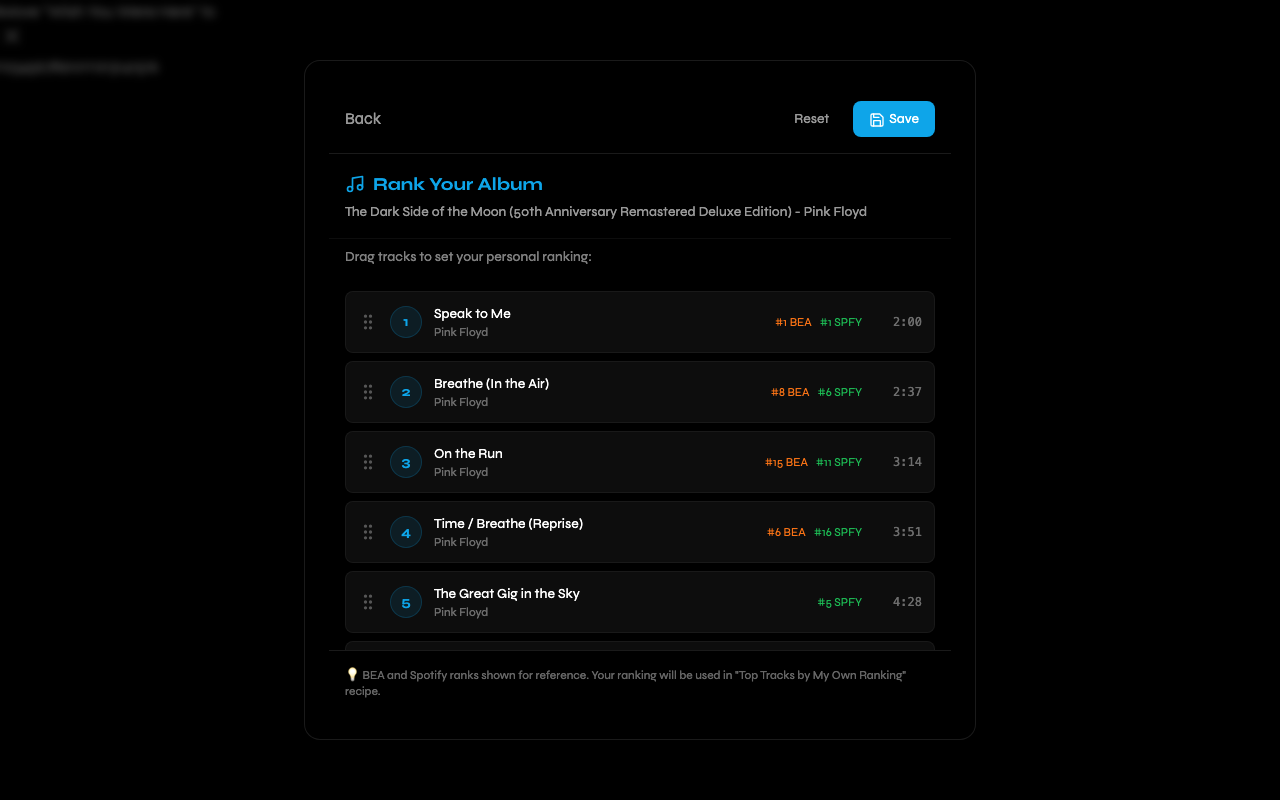 Back
Reset
Save
Rank Your Album
The Dark Side of the Moon (50th Anniversary Remastered Deluxe Edition) - Pink Floyd
Drag tracks to set your personal ranking:
1 Speak to Me #1 BEA #1 SPFY 2:00
Pink Floyd
2 Breathe (In the Air) #8 BEA #6 SPFY 2:37
Pink Floyd
3 On the Run #15 BEA #11 SPFY 3:14
Pink Floyd
4 Time / Breathe (Reprise) #6 BEA #16 SPFY 3:51
Pink Floyd
5 The Great Gig in the Sky #5 SPFY 4:28
Pink Floyd
💡 BEA and Spotify ranks shown for reference. Your ranking will be used in "Top Tracks by My Own Ranking"
recipe.